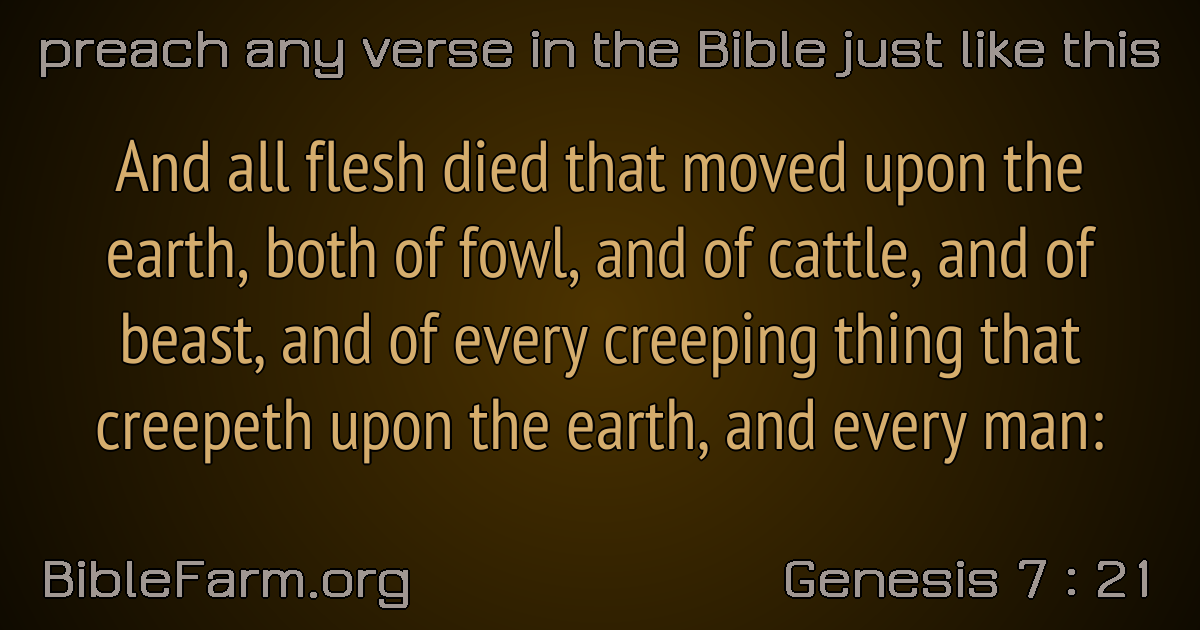 preach any verse in the Bible just like this
And all flesh died that moved upon the
earth, both of fowl, and of cattle, and of
beast, and of every creeping thing that
creepeth upon the earth, and every man:
BibleFarm.org
Genesis 7 : 21